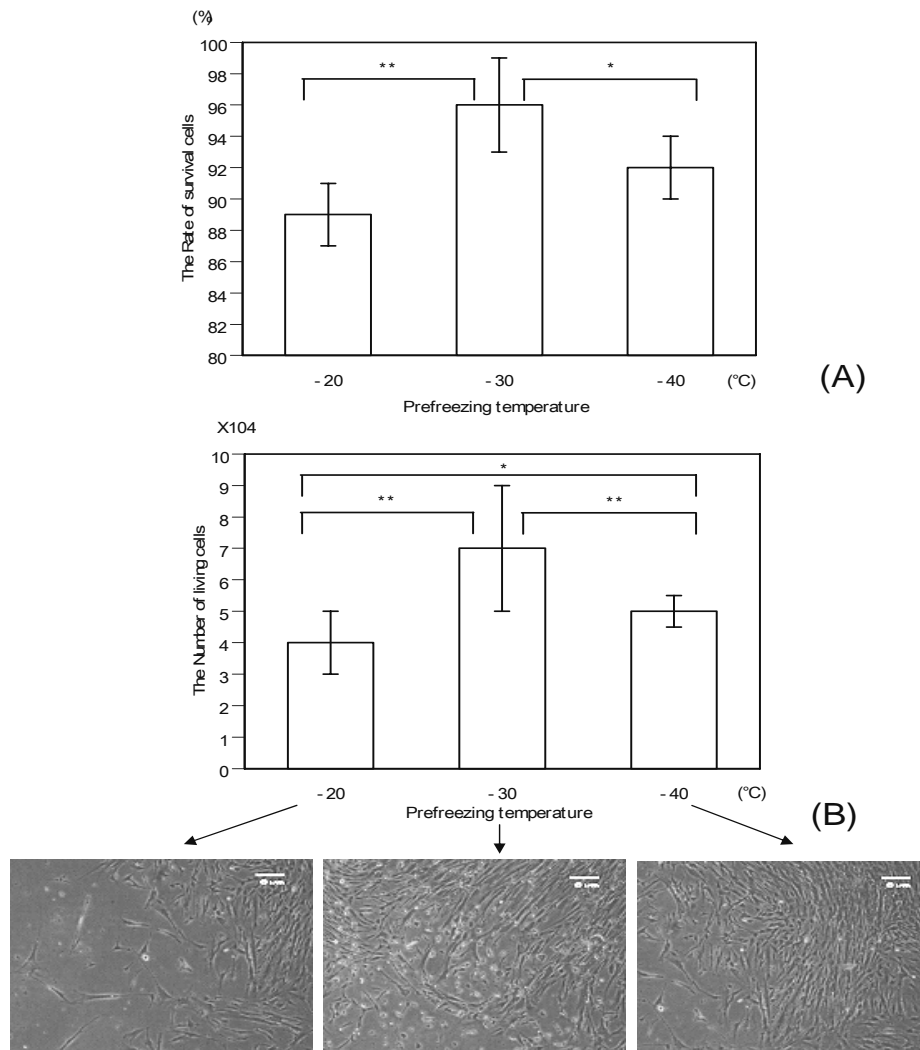 (%)
100
98
96
94
92
90
88
86
84
82
80
The Rate of survival cells
** *
-20 -30 -40 (°C)
Prefreezing temperature
(A)
X104
10
9
8
7
6
5
4
3
2
1
0
The Number of living cells
*
** **
-20 -30 -40 (°C)
Prefreezing temperature
(B)